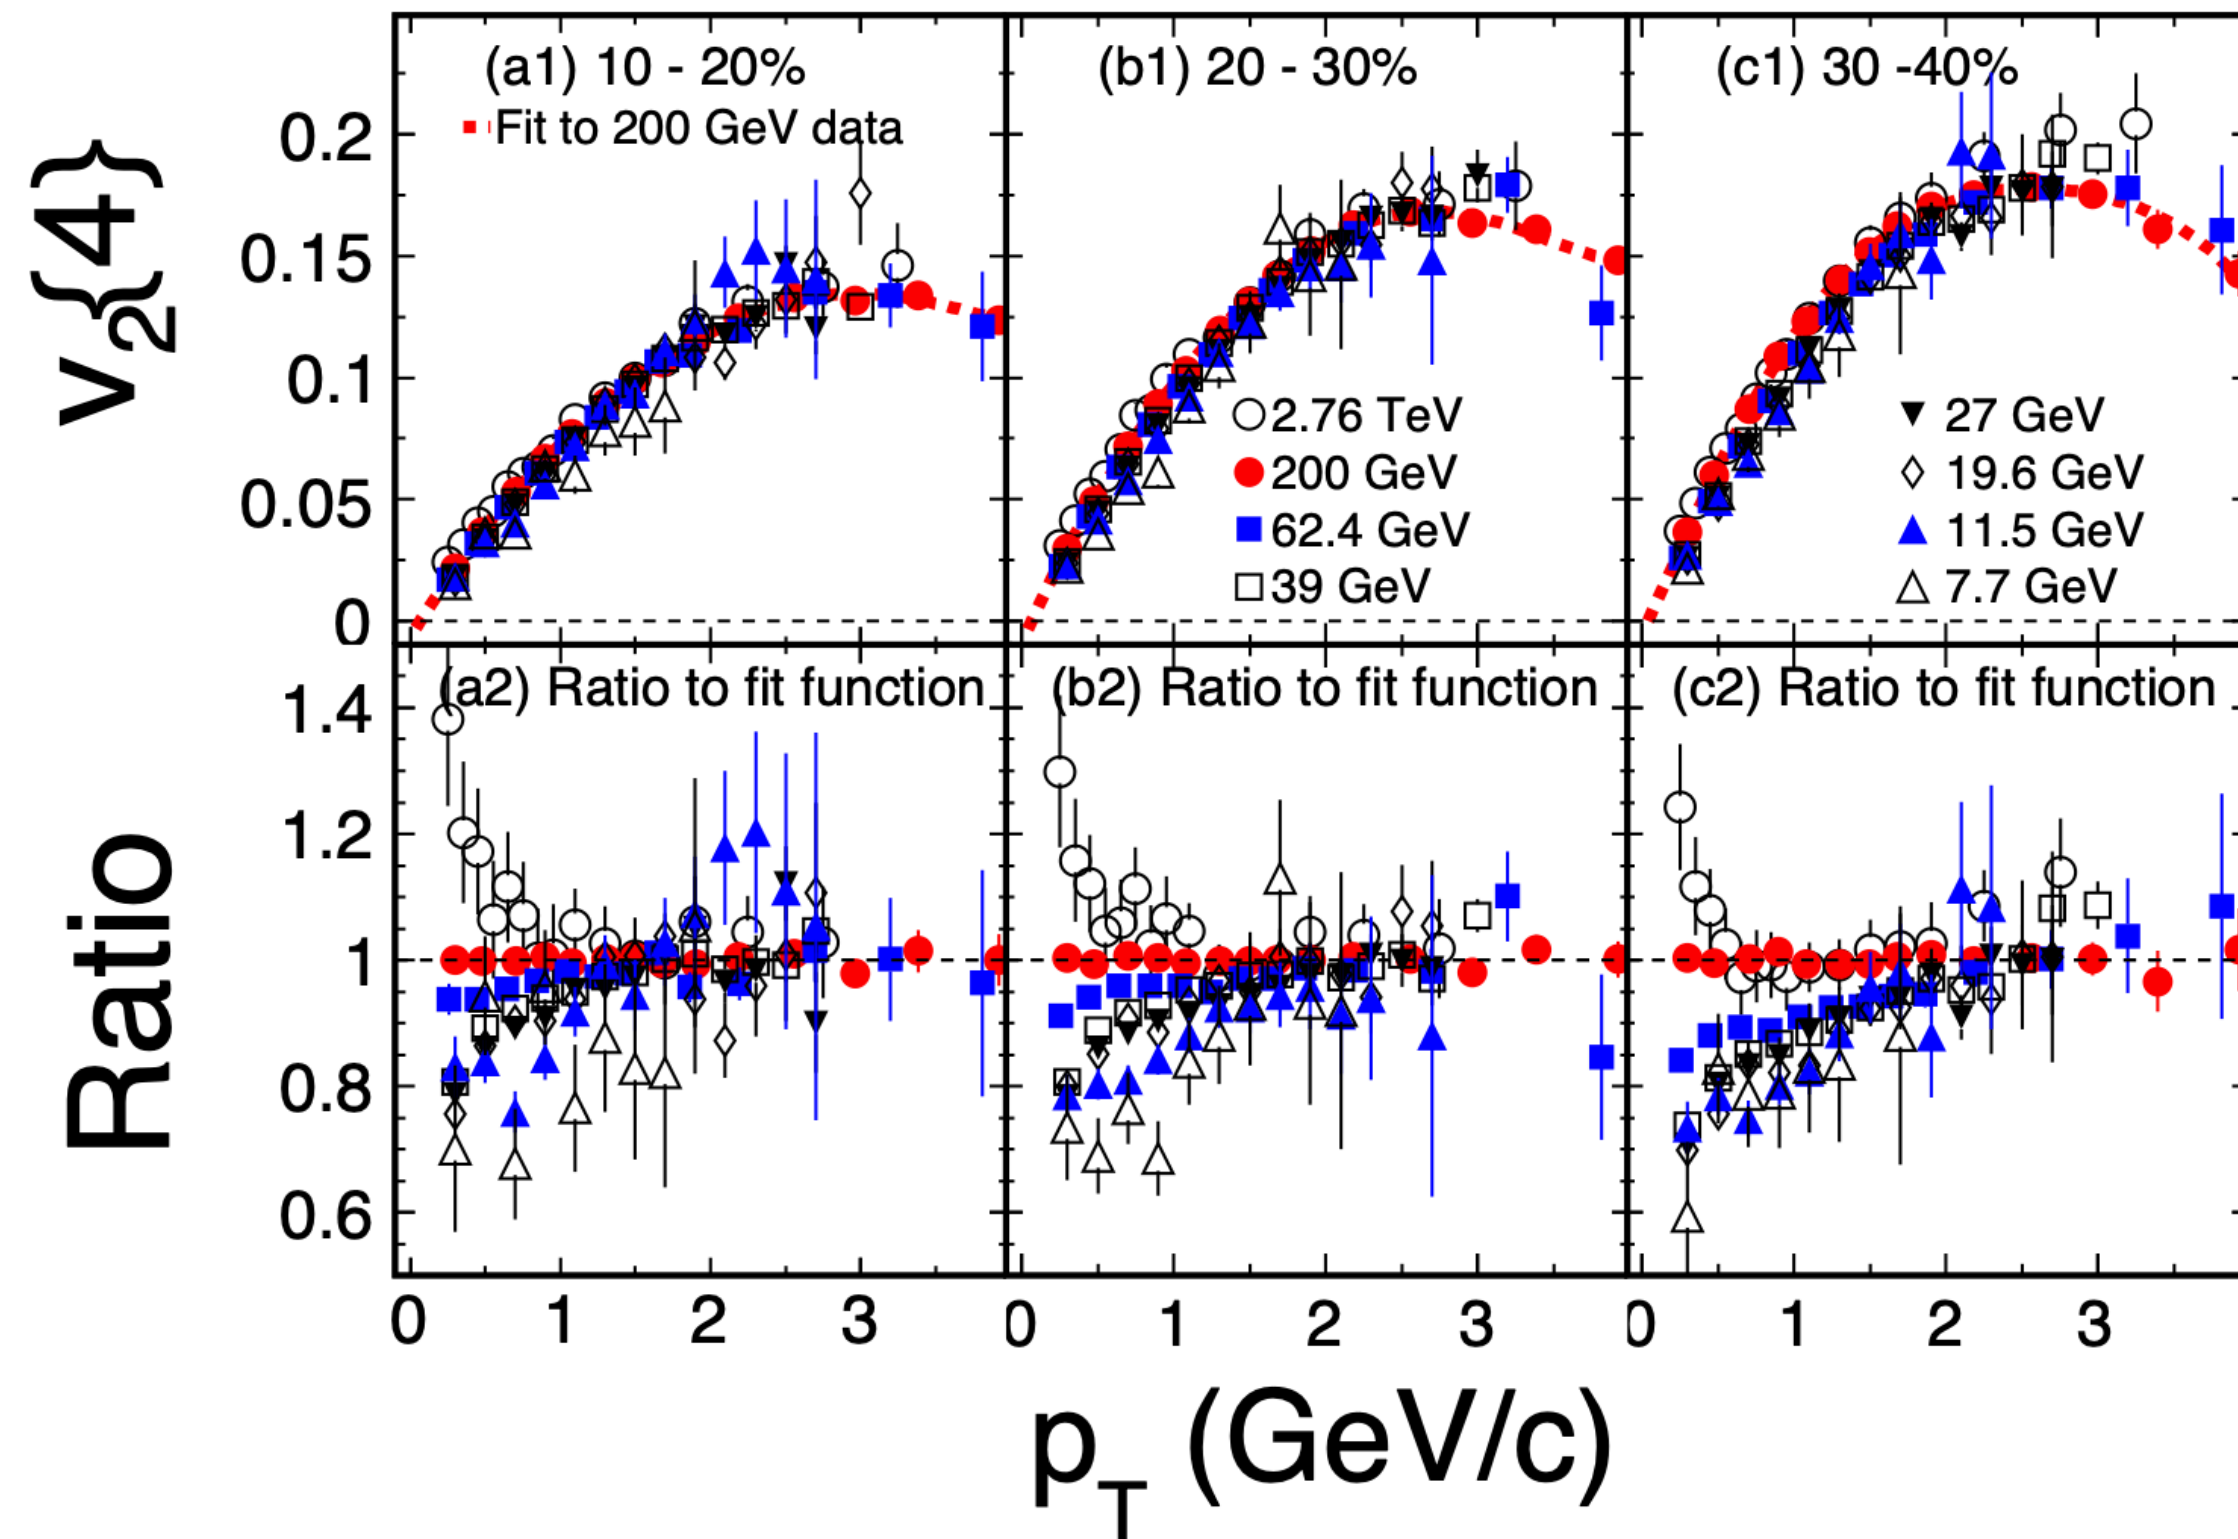 (a1) 10 - 20%
Fit to 200 GeV data
(b1) 20 - 30%
(c1) 30 -40%
v2{4}
0.2
0.15
0.1
0.05
0
2.76 TeV
200 GeV
62.4 GeV
39 GeV
27 GeV
19.6 GeV
11.5 GeV
7.7 GeV
(a2) Ratio to fit function
(b2) Ratio to fit function
(c2) Ratio to fit function
Ratio
1.4
1.2
1
0.8
0.6
0 1 2 3
0 1 2 3
0 1 2 3
pT (GeV/c)